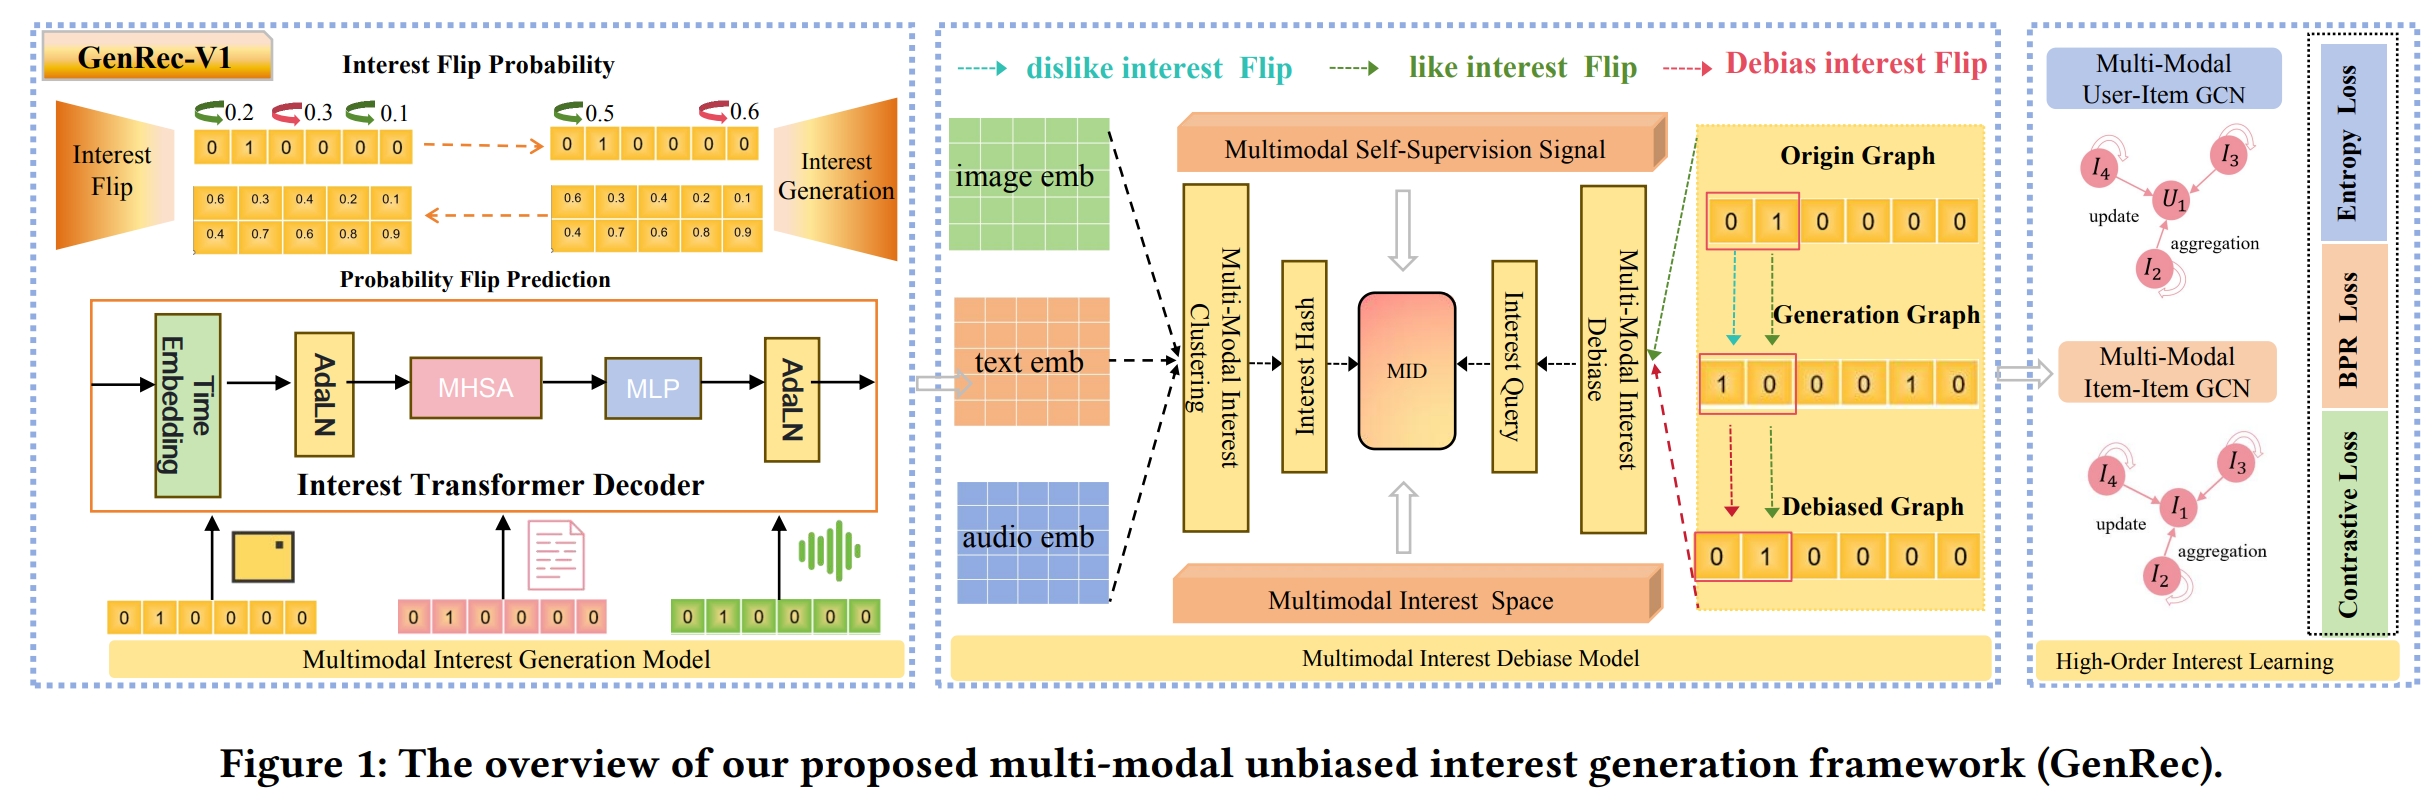 GenRec-V1
Interest Flip Probability
0.2 0.3 0.1
0.5 0.6
Interest
Flip
0 1 0 0 0 0
0 1 0 0 0 0
Interest
Generation
0.6 0.3 0.4 0.2 0.1
0.4 0.7 0.6 0.8 0.9
0.6 0.3 0.4 0.2 0.1
0.4 0.7 0.6 0.8 0.9
Probability Flip Prediction
Time
Embedding
AdaLN
MHSA
MLP
AdaLN
Interest Transformer Decoder
0 1 0 0 0 0
0 1 0 0 0 0
0 1 0 0 0 0
Multimodal Interest Generation Model
dislike interest Flip
like interest Flip
Debias interest Flip
image emb
text emb
audio emb
Multimodal Self-Supervision Signal
Multi-Modal Interest
Clustering
Interest Hash
MID
Interest Query
Multi-Modal Interest
Debiase
Multimodal Interest Space
Origin Graph
0 1 0 0 0 0
Generation Graph
1 0 0 0 1 0
Debiased Graph
0 1 0 0 0 0
Multimodal Interest Debiase Model
Multi-Modal
User-Item GCN
I4
I3
U1
update
aggregation
I2
Multi-Modal
Item-Item GCN
I4
I3
I1
update
aggregation
I2
Entropy Loss
BPR Loss
Contrastive Loss
High-Order Interest Learning
Figure 1: The overview of our proposed multi-modal unbiased interest generation framework (GenRec).